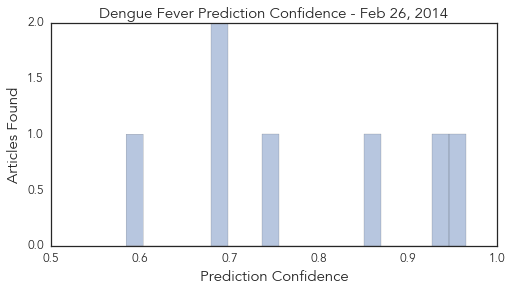 Dengue Fever Prediction Confidence - Feb 26, 2014
2.0
1.5
1.0
0.5
0.0
Articles Found
0.5 0.6 0.7 0.8 0.9 1.0
Prediction Confidence